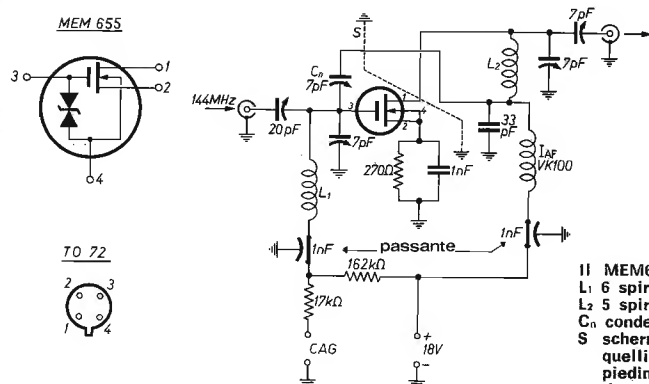 MEM 655
3
1
2
4
TO 72
2
3
1
4
144MHz
20pF
Cn
7pF
7pF
S
3
1
4
2
270Ω
1nF
L1
L2
7pF
7pF
33
pF
IAF
VK100
1nF
passante
1nF
162kΩ
17kΩ
CAG
+
18V
-
Il MEM6
L1 6 spir
L2 5 spir
Cn conde
S scherr
quelli
piedin